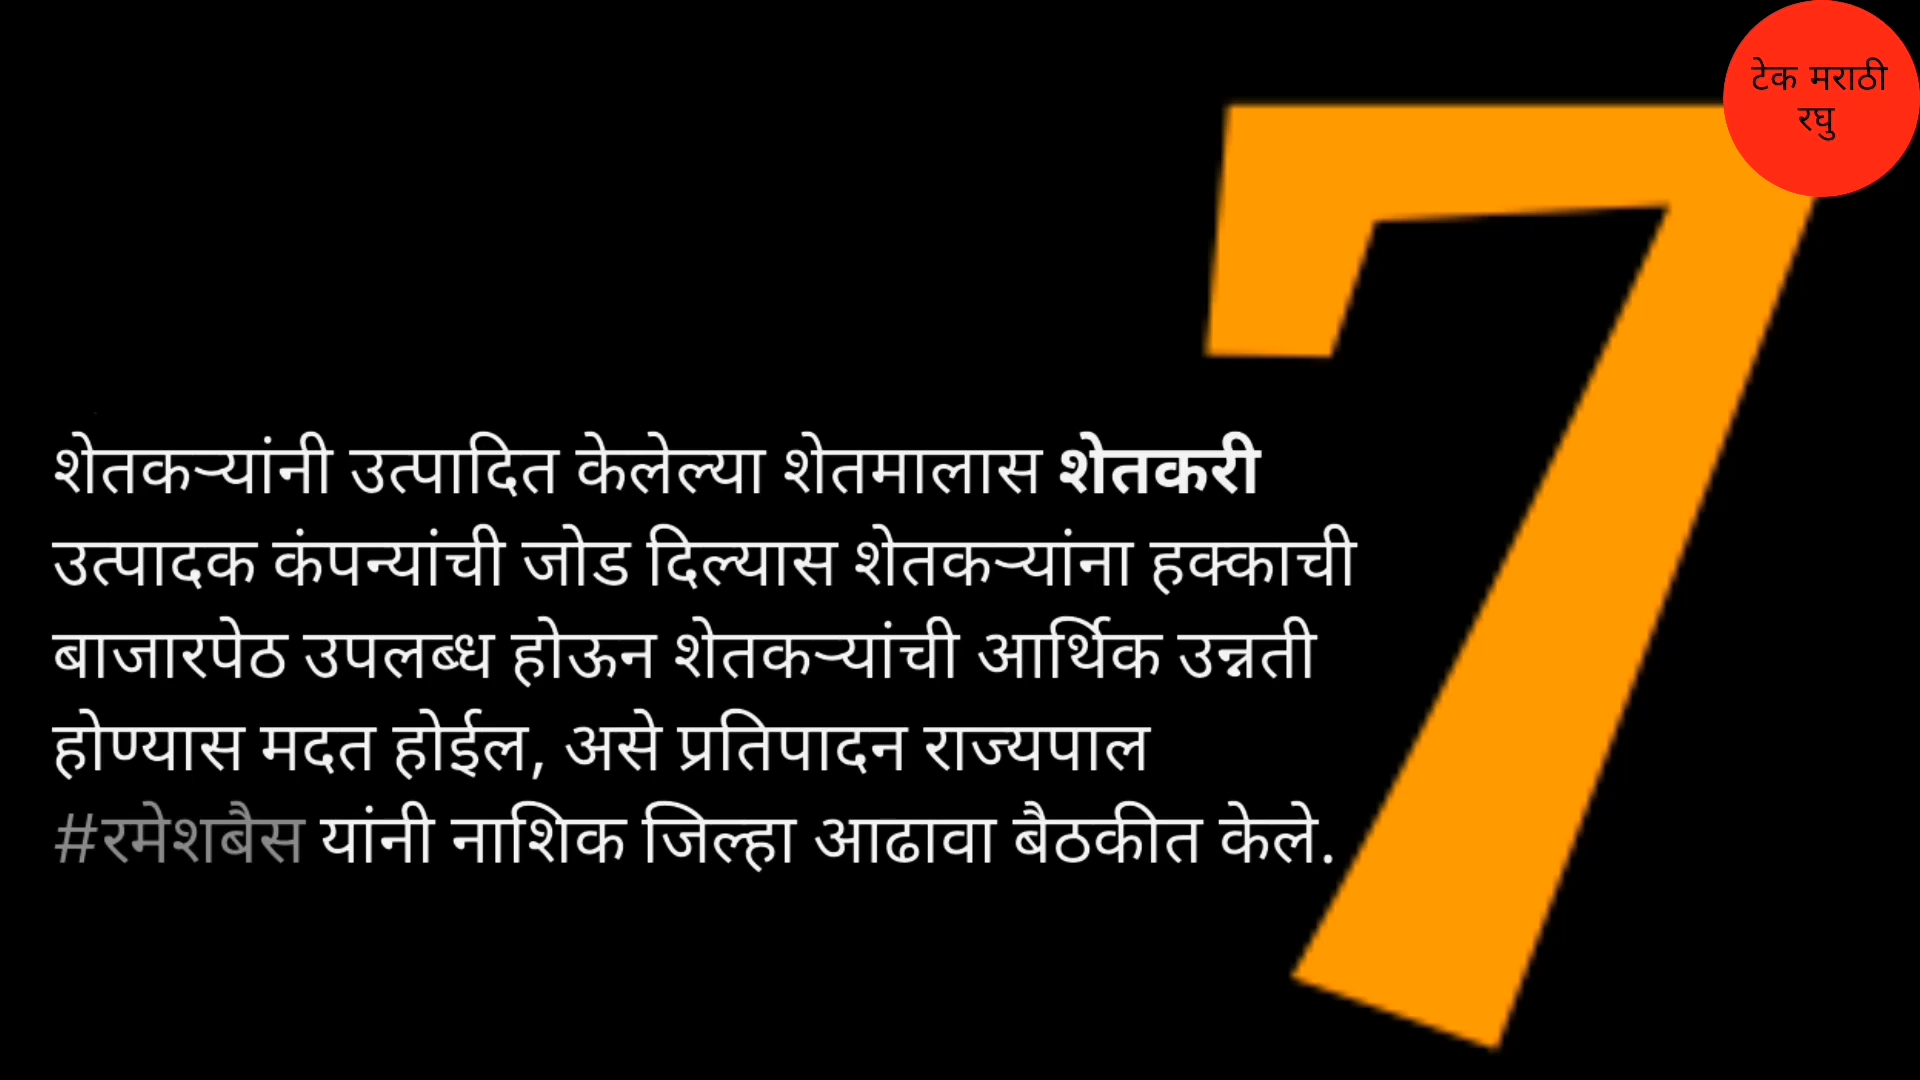 टेक मराठी
रघु
7
शेतकऱ्यांनी उत्पादित केलेल्या शेतमालास शेतकरी
उत्पादक कंपन्यांची जोड दिल्यास शेतकऱ्यांना हक्काची
बाजारपेठ उपलब्ध होऊन शेतकऱ्यांची आर्थिक उन्नती
होण्यास मदत होईल, असे प्रतिपादन राज्यपाल
#रमेशबैस यांनी नाशिक जिल्हा आढावा बैठकीत केले.